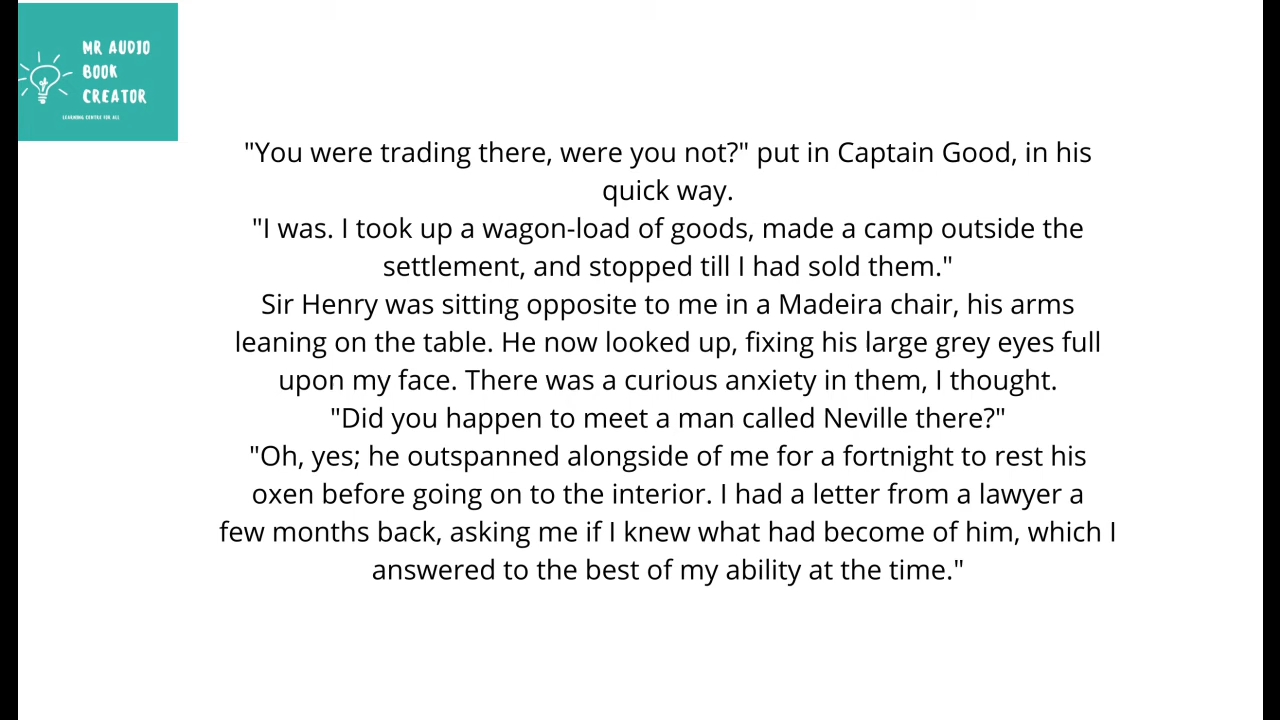 MR AUDIO
BOOK
CREATOR
LEARNING CENTRE FOR ALL
"You were trading there, were you not?" put in Captain Good, in his
quick way.
"I was. I took up a wagon-load of goods, made a camp outside the
settlement, and stopped till I had sold them."
Sir Henry was sitting opposite to me in a Madeira chair, his arms
leaning on the table. He now looked up, fixing his large grey eyes full
upon my face. There was a curious anxiety in them, I thought.
"Did you happen to meet a man called Neville there?"
"Oh, yes; he outspanned alongside of me for a fortnight to rest his
oxen before going on to the interior. I had a letter from a lawyer a
few months back, asking me if I knew what had become of him, which I
answered to the best of my ability at the time."